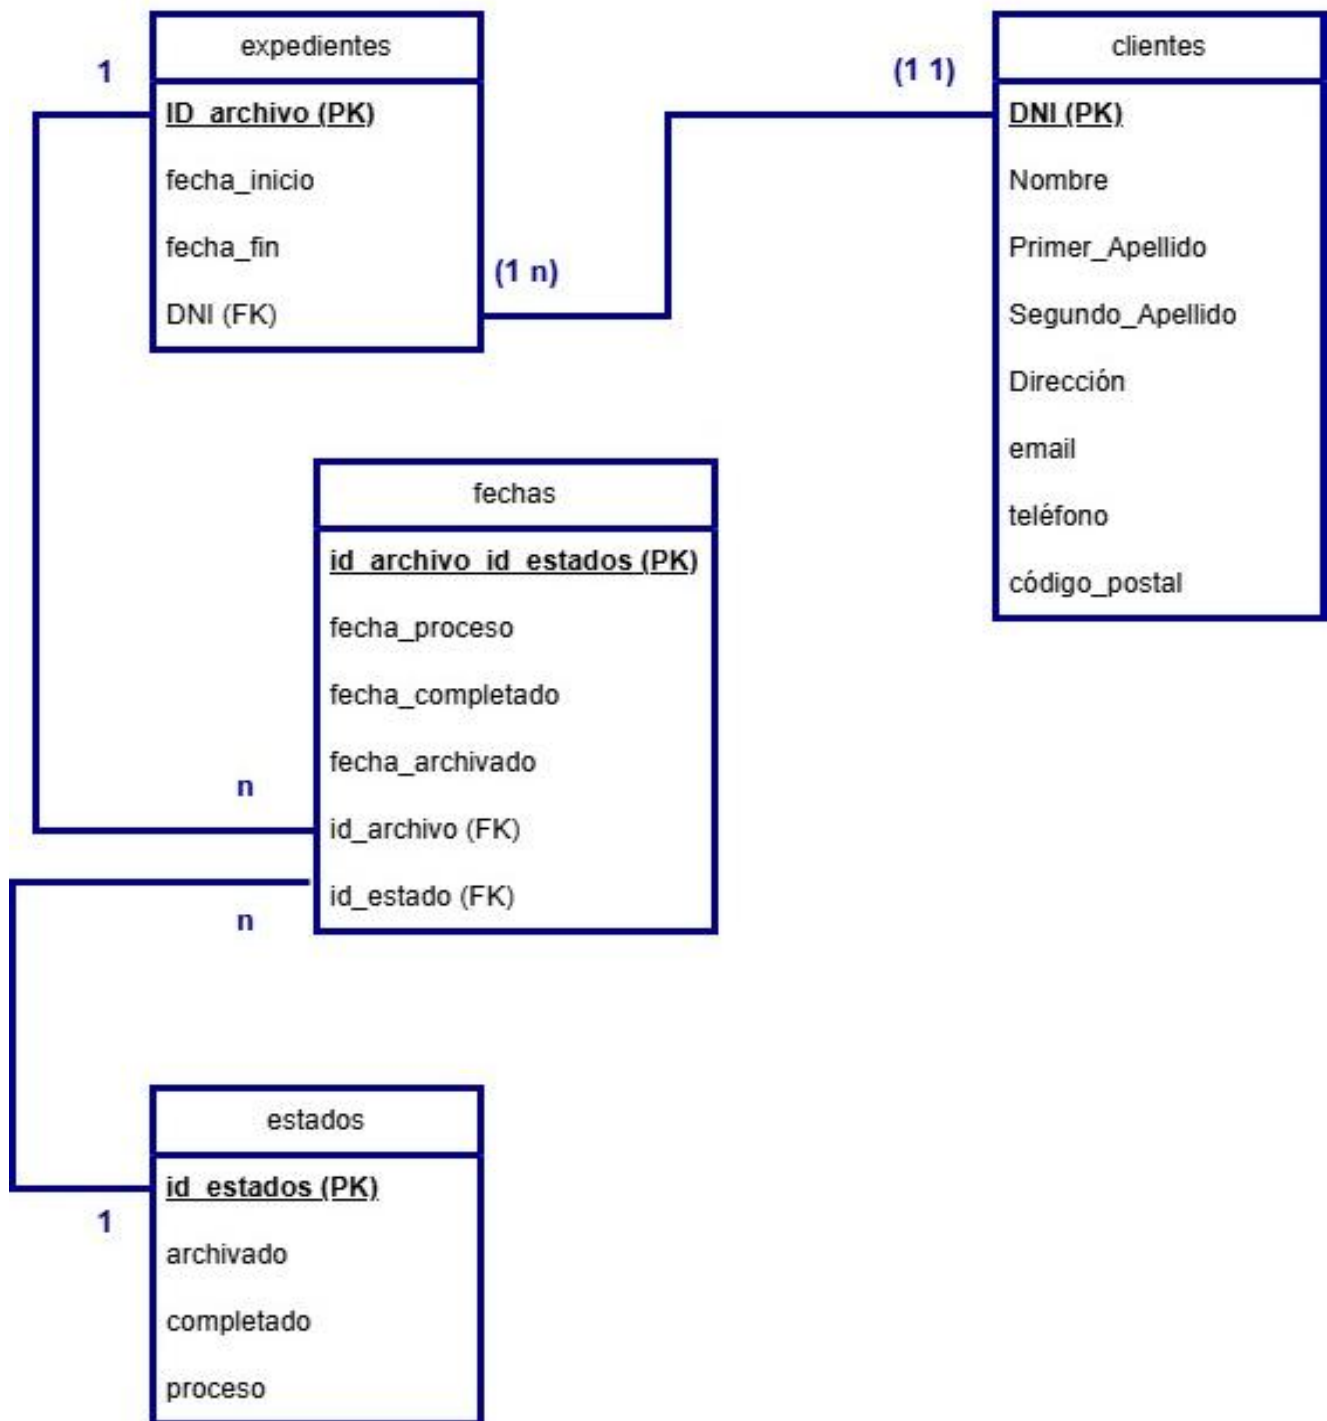 expedientes
1
ID_archivo (PK)
fecha_inicio
fecha_fin
DNI (FK)
(1 n)
(1 1)
clientes
DNI (PK)
Nombre
Primer_Apellido
Segundo_Apellido
Dirección
email
teléfono
código_postal
fechas
id_archivo_id_estados (PK)
fecha_proceso
fecha_completado
fecha_archivado
n
id_archivo (FK)
id_estado (FK)
n
estados
id_estados (PK)
1
archivado
completado
proceso